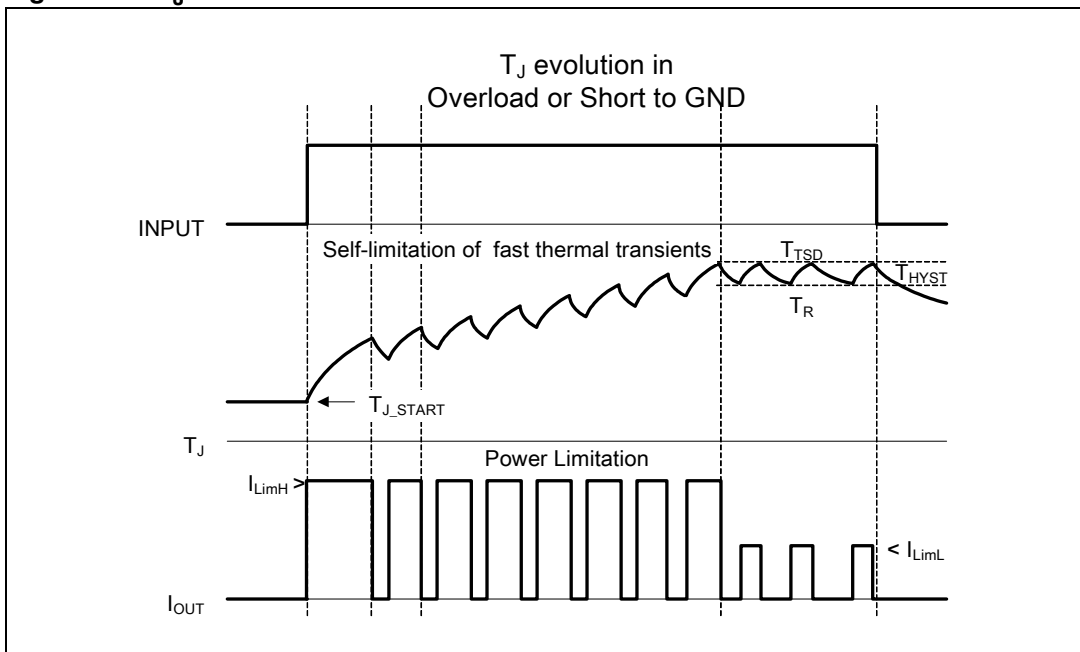 T_J evolution in
Overload or Short to GND
INPUT
Self-limitation of fast thermal transients
T_TSD
T_HYST
T_R
T_J_START
T_J
Power Limitation
I_LimH >
< I_LimL
I_OUT